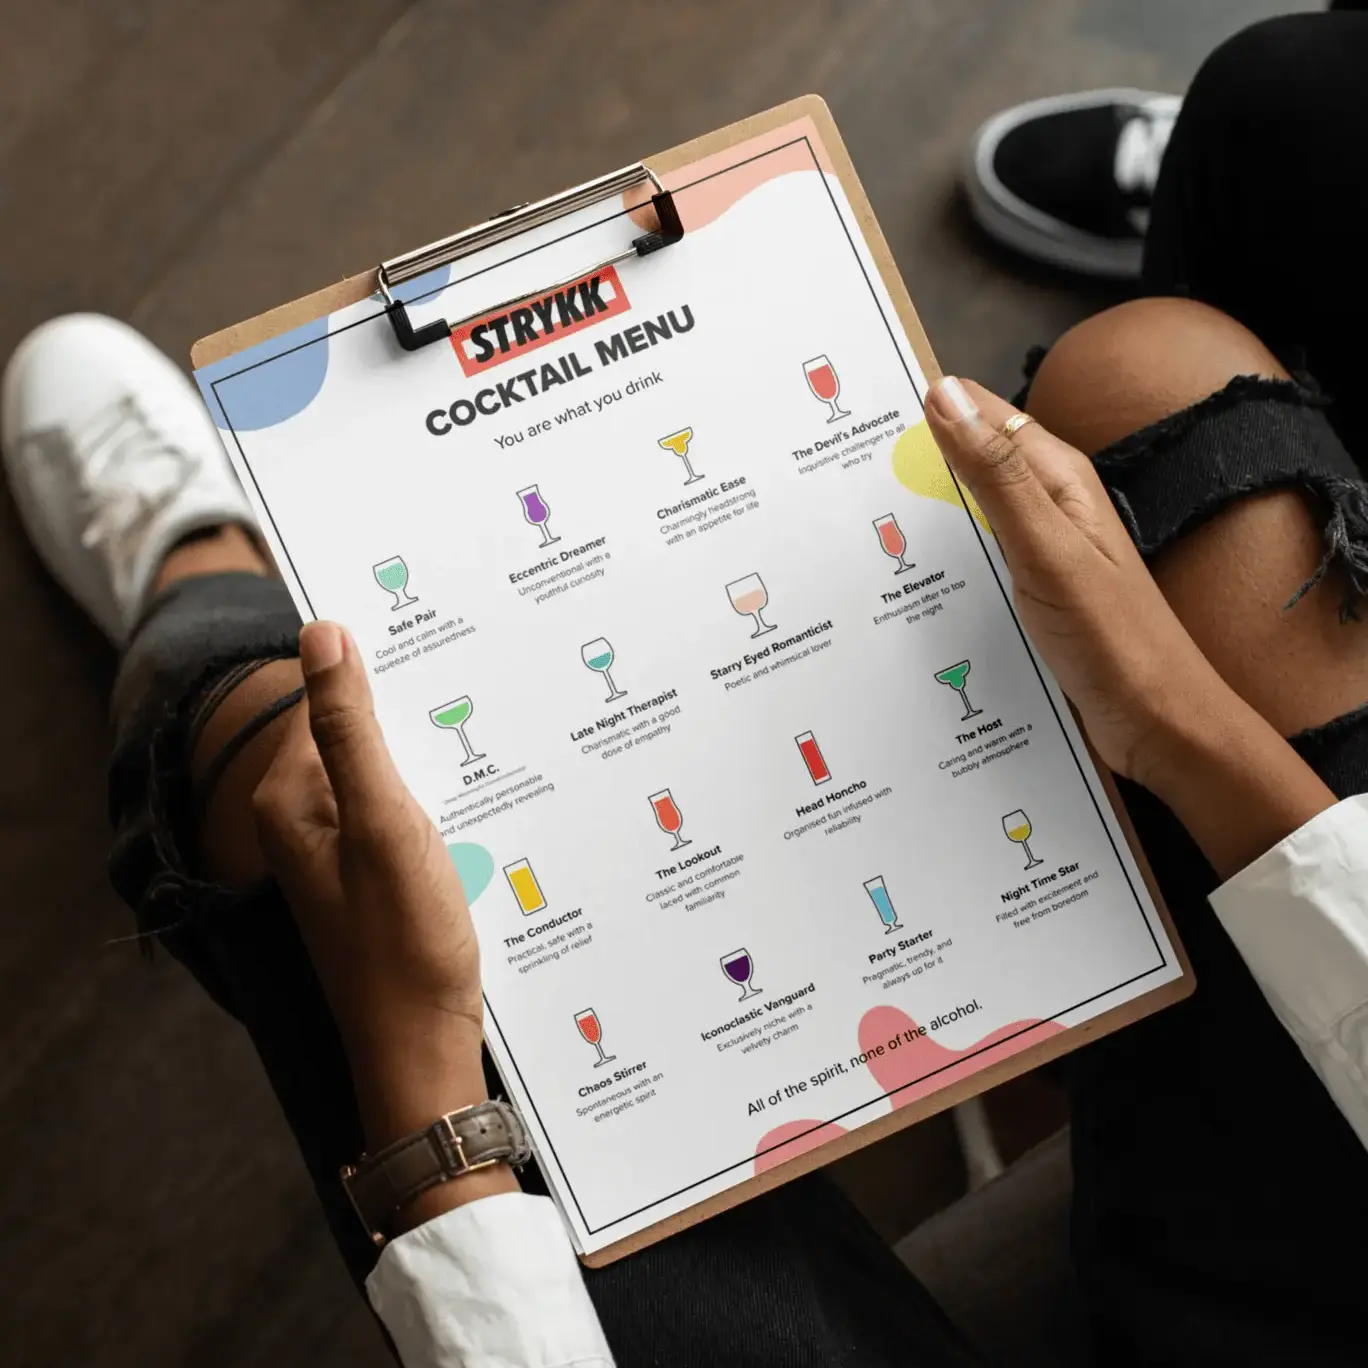 STRYKK
COCKTAIL MENU
You are what you drink
Safe Pair
Cool and calm with a
squeeze of assuredness
Eccentric Dreamer
Unconventional with a
youthful curiosity
Charismatic Ease
Charmingly headstrong
with an appetite for life
The Devil's Advocate
Inquisitive challenger to all
who try
D.M.C.
Authentically personable
and unexpectedly revealing
Late Night Therapist
Charismatic with a good
dose of empathy
Starry Eyed Romanticist
Poetic and whimsical lover
The Elevator
Enthusiasm lifter to top
the night
The Conductor
Practical, safe with a
sprinkling of relief
The Lookout
Classic and comfortable
laced with common
familiarity
Head Honcho
Organised fun infused with
reliability
The Host
Caring and warm with a
bubbly atmosphere
Chaos Stirrer
Spontaneous with an
energetic spirit
Iconoclastic Vanguard
Exclusively niche with a
velvety charm
Party Starter
Pragmatic, trendy, and
always up for it
Night Time Star
Filled with excitement and
free from boredom
All of the spirit, none of the alcohol.